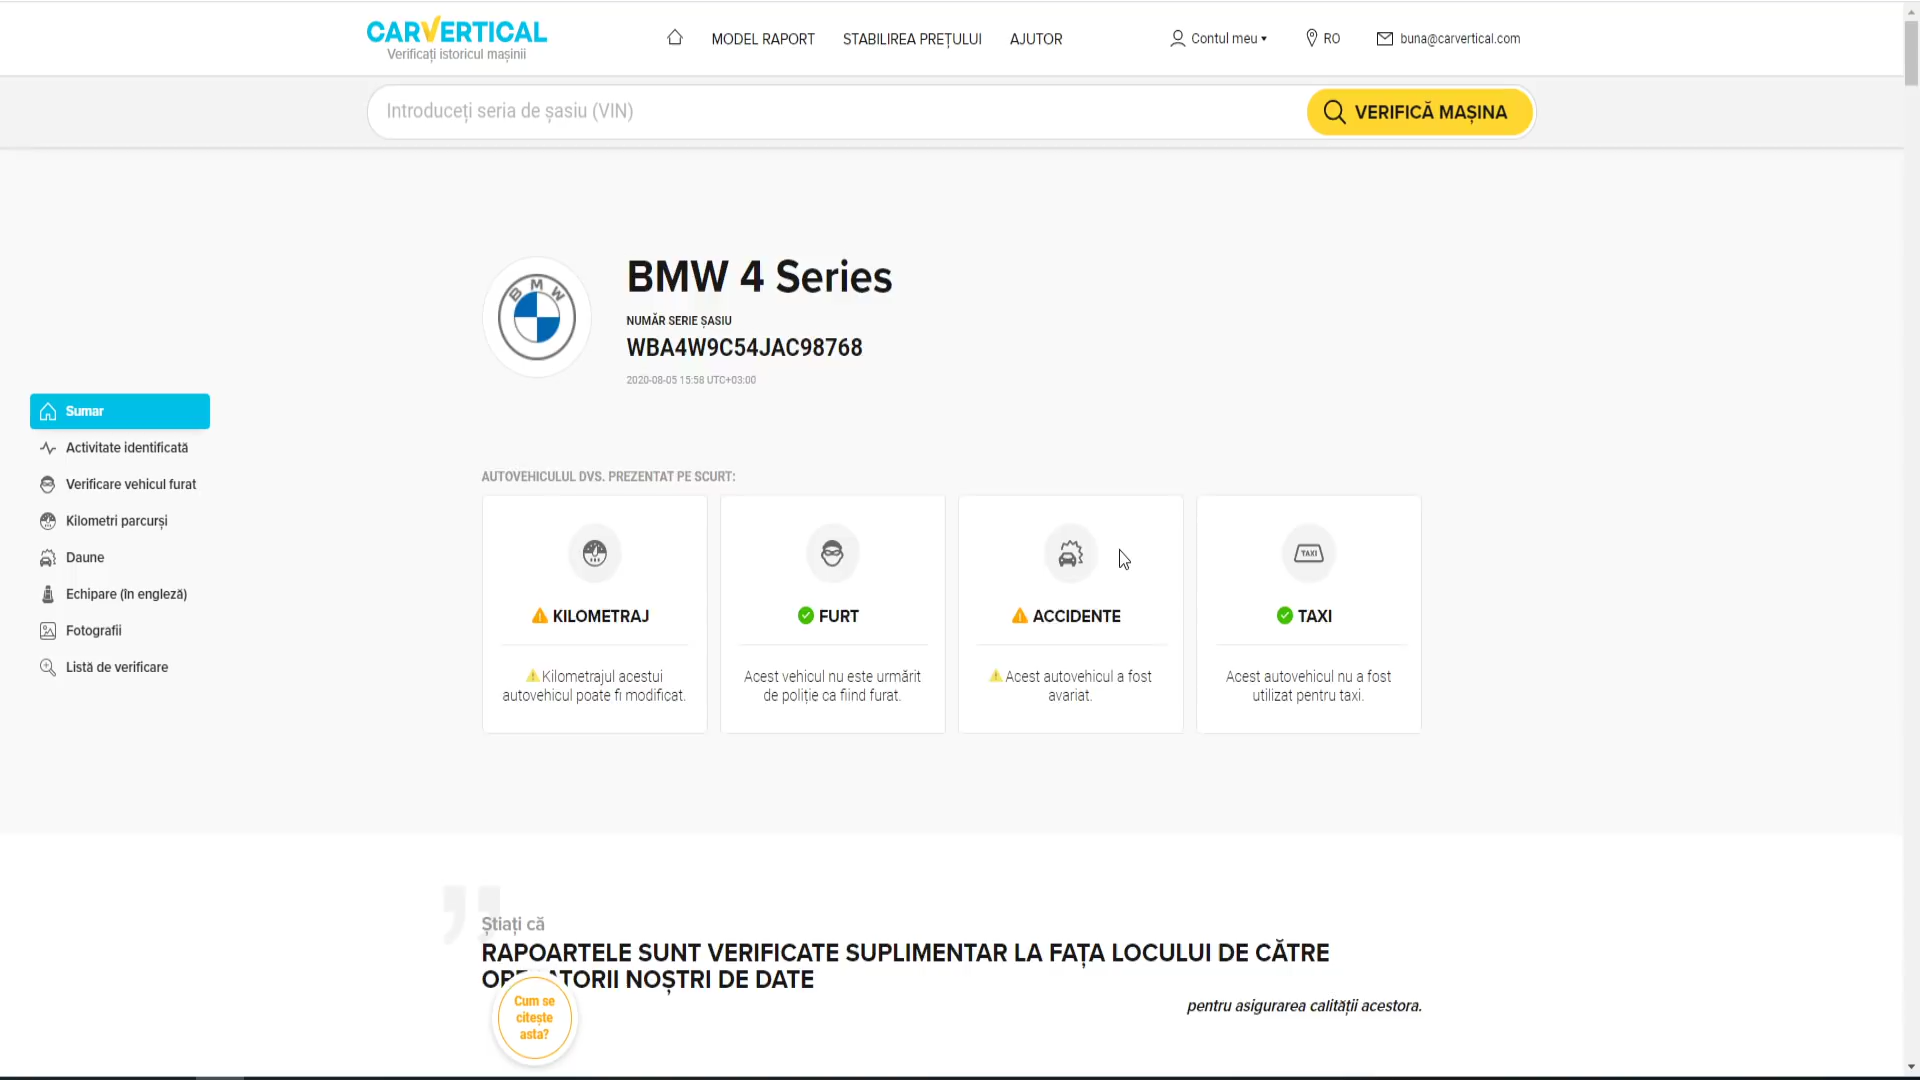 CARVERTICAL
Verificați istoricul mașinii
MODEL RAPORT
STABILIREA PREȚULUI
AJUTOR
Contul meu
RO
buna@carvertical.com
Introduceți seria de șasiu (VIN)
VERIFICĂ MAȘINA
BMW
BMW 4 Series
NUMĂR SERIE ȘASIU
WBA4W9C54JAC98768
2020-08-05 15:58 UTC+03:00
Sumar
Activitate identificată
Verificare vehicul furat
Kilometri parcurși
Daune
Echipare (în engleză)
Fotografii
Listă de verificare
AUTOVEHICULUL DVS. PREZENTAT PE SCURT:
KILOMETRAJ
Kilometrajul acestui
autovehicul poate fi modificat.
FURT
Acest vehicul nu este urmărit
de poliție ca fiind furat.
ACCIDENTE
Acest autovehicul a fost
avariat.
TAXI
TAXI
Acest autovehicul nu a fost
utilizat pentru taxi.
Știați că
RAPOARTELE SUNT VERIFICATE SUPLIMENTAR LA FAȚA LOCULUI DE CĂTRE
NOȘTRI DE DATE
pentru asigurarea calității acestora.
Cum se
citește
asta?